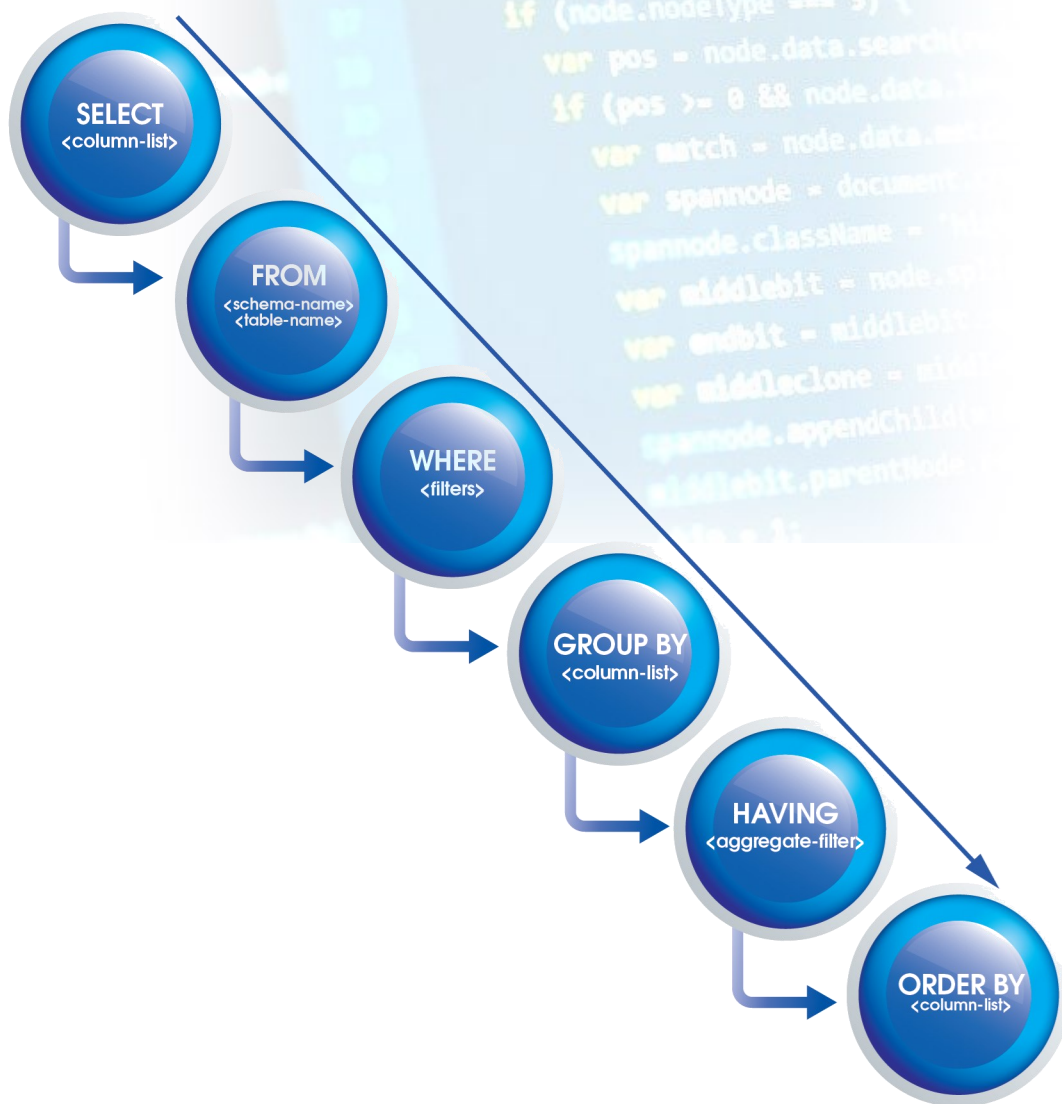 if (node.nodeType
var pos = node.data.search
if (pos >= 0 && node.data
var match = node.data
var spannode = document
spannode.className =
var middlebit = node
var endbit = middlebit
var middleclone =
spannode.appendChild
middlebit.parentNode
SELECT
<column-list>
FROM
<schema-name>
<table-name>
WHERE
<filters>
GROUP BY
<column-list>
HAVING
<aggregate-filter>
ORDER BY
<column-list>